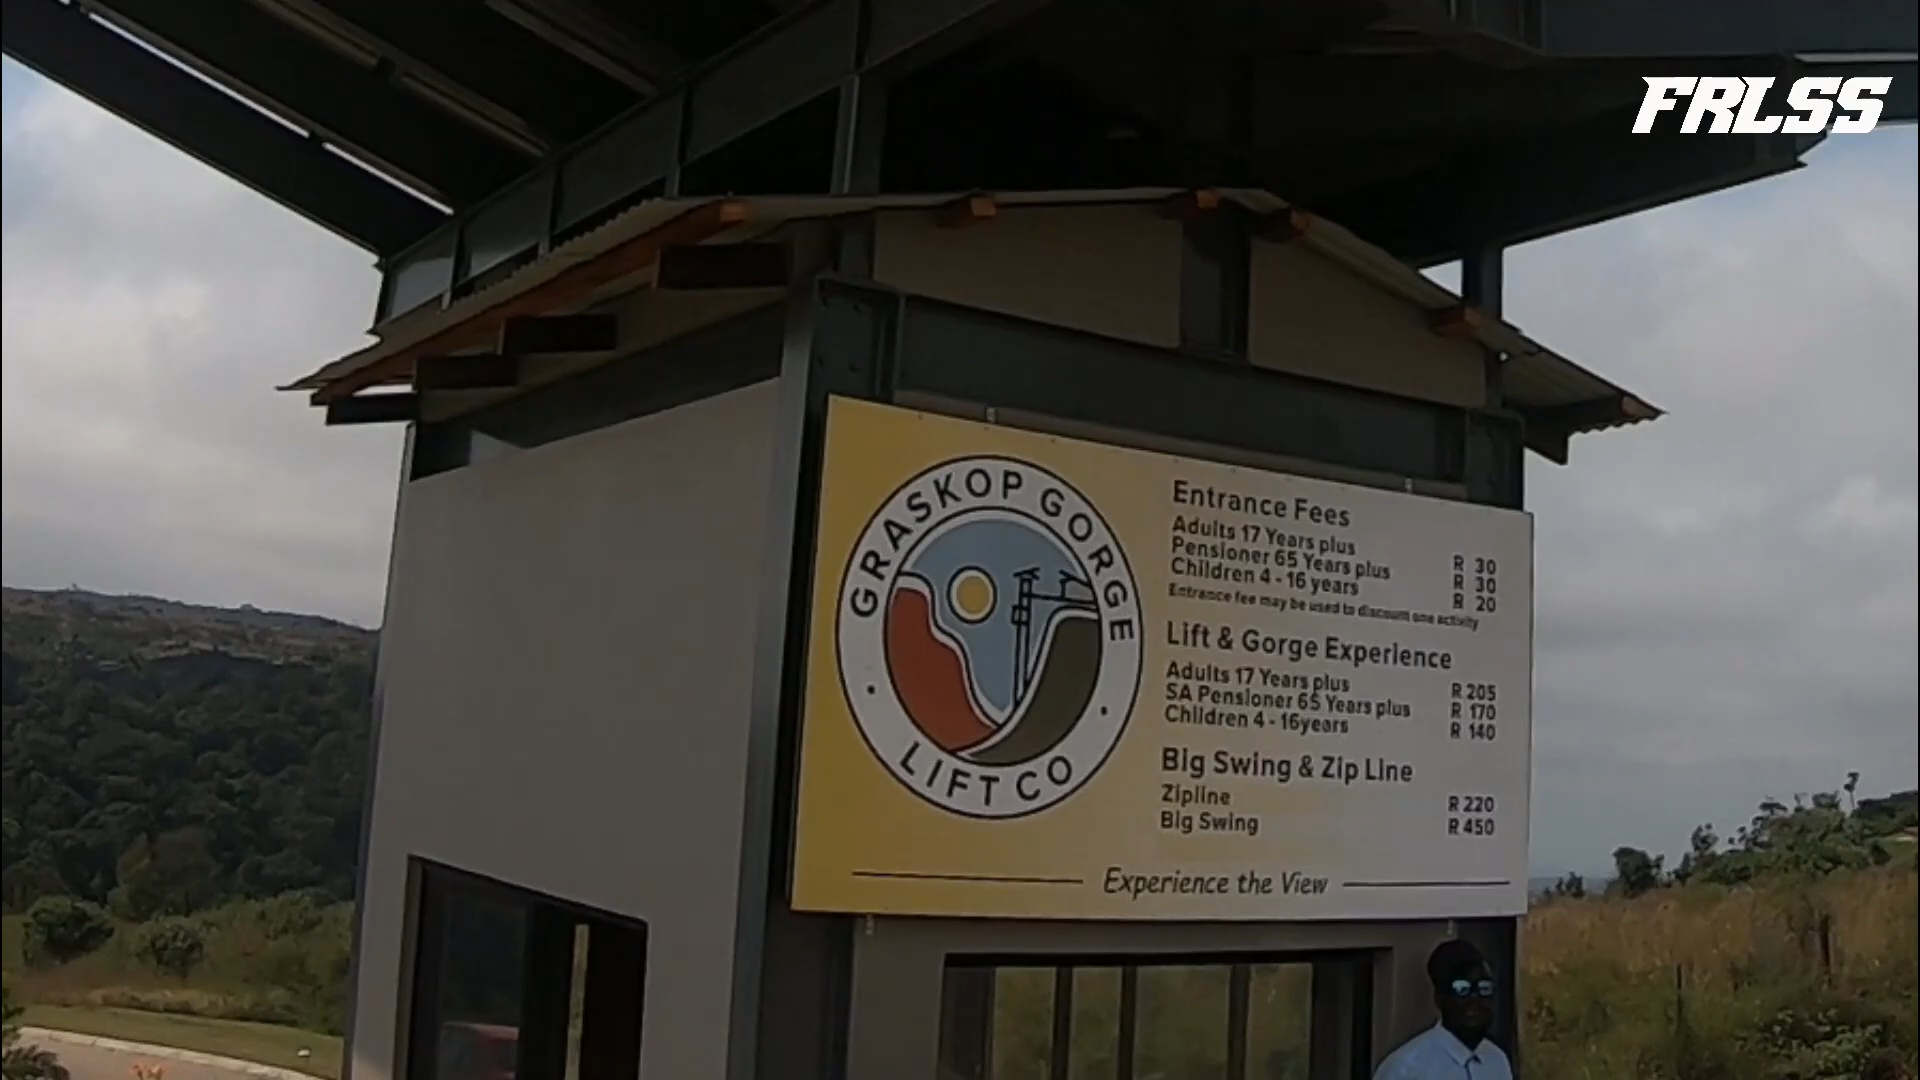 FRLSS
GRASKOP GORGE
LIFT CO
Entrance Fees
Adults 17 Years plus R 30
Pensioner 65 Years plus R 30
Children 4 - 16 years R 20
Entrance fee may be used to discount one activity
Lift & Gorge Experience
Adults 17 Years plus R 205
SA Pensioner 65 Years plus R 170
Children 4 - 16years R 140
Big Swing & Zip Line
Zipline R 220
Big Swing R 450
Experience the View